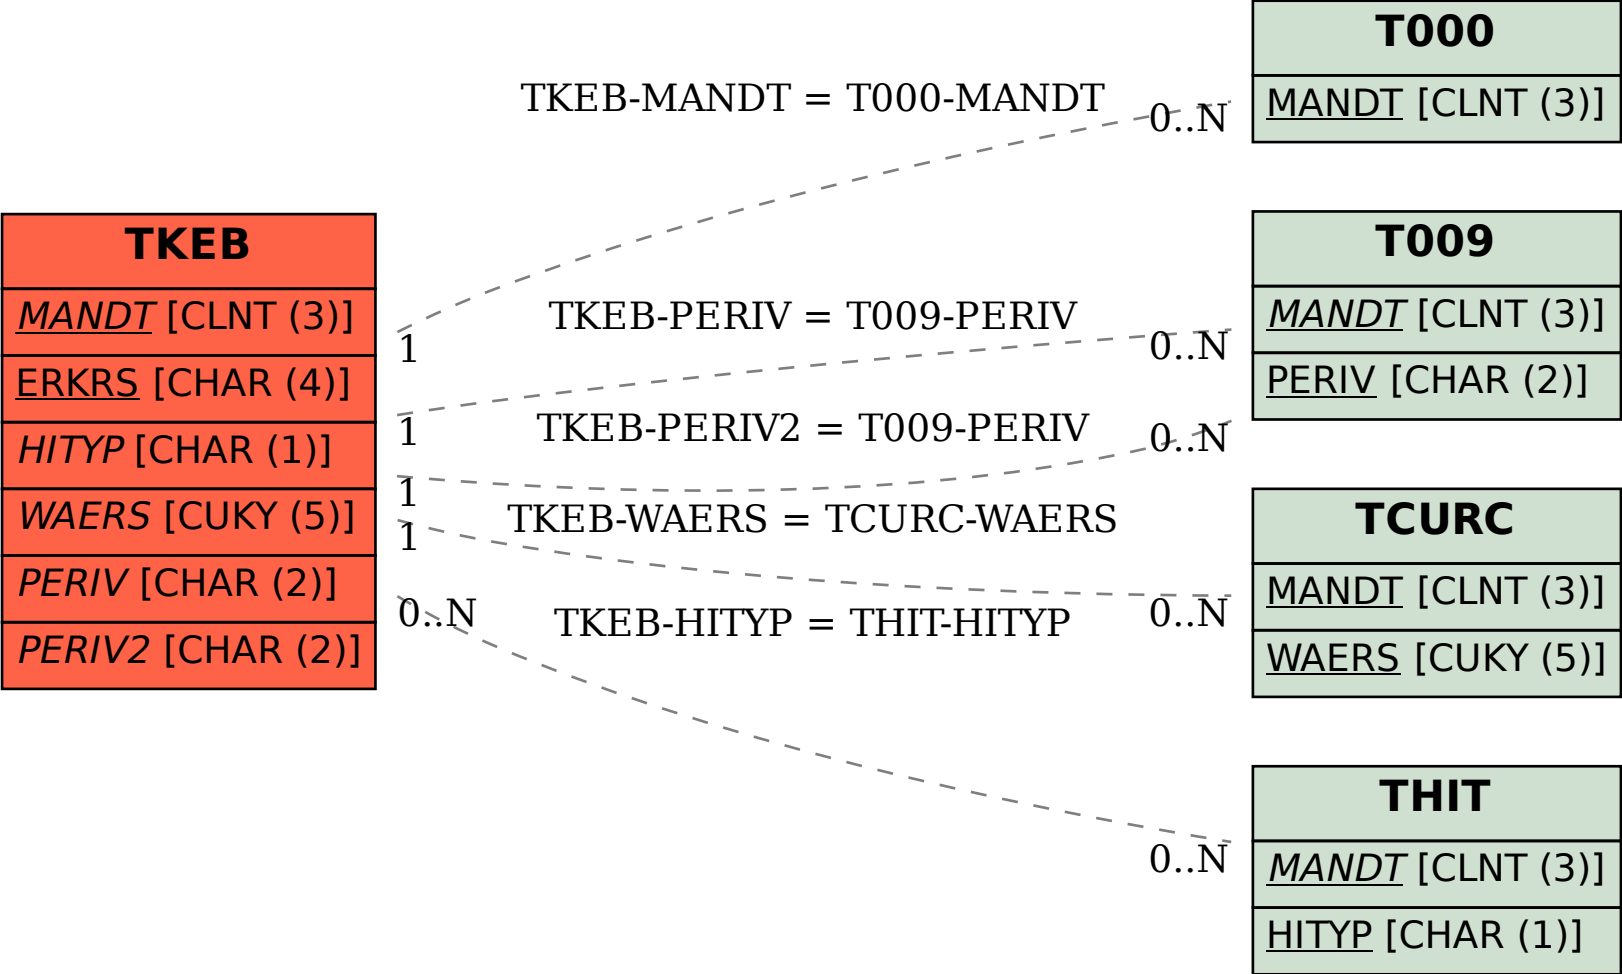 TKEB
MANDT [CLNT (3)]
ERKRS [CHAR (4)]
HITYP [CHAR (1)]
WAERS [CUKY (5)]
PERIV [CHAR (2)]
PERIV2 [CHAR (2)]
TKEB-MANDT = T000-MANDT
1
0..N
TKEB-PERIV = T009-PERIV
1
0..N
TKEB-PERIV2 = T009-PERIV
1
0..N
TKEB-WAERS = TCURC-WAERS
1
0..N
TKEB-HITYP = THIT-HITYP
0..N
0..N
T000
MANDT [CLNT (3)]
T009
MANDT [CLNT (3)]
PERIV [CHAR (2)]
TCURC
MANDT [CLNT (3)]
WAERS [CUKY (5)]
THIT
MANDT [CLNT (3)]
HITYP [CHAR (1)]